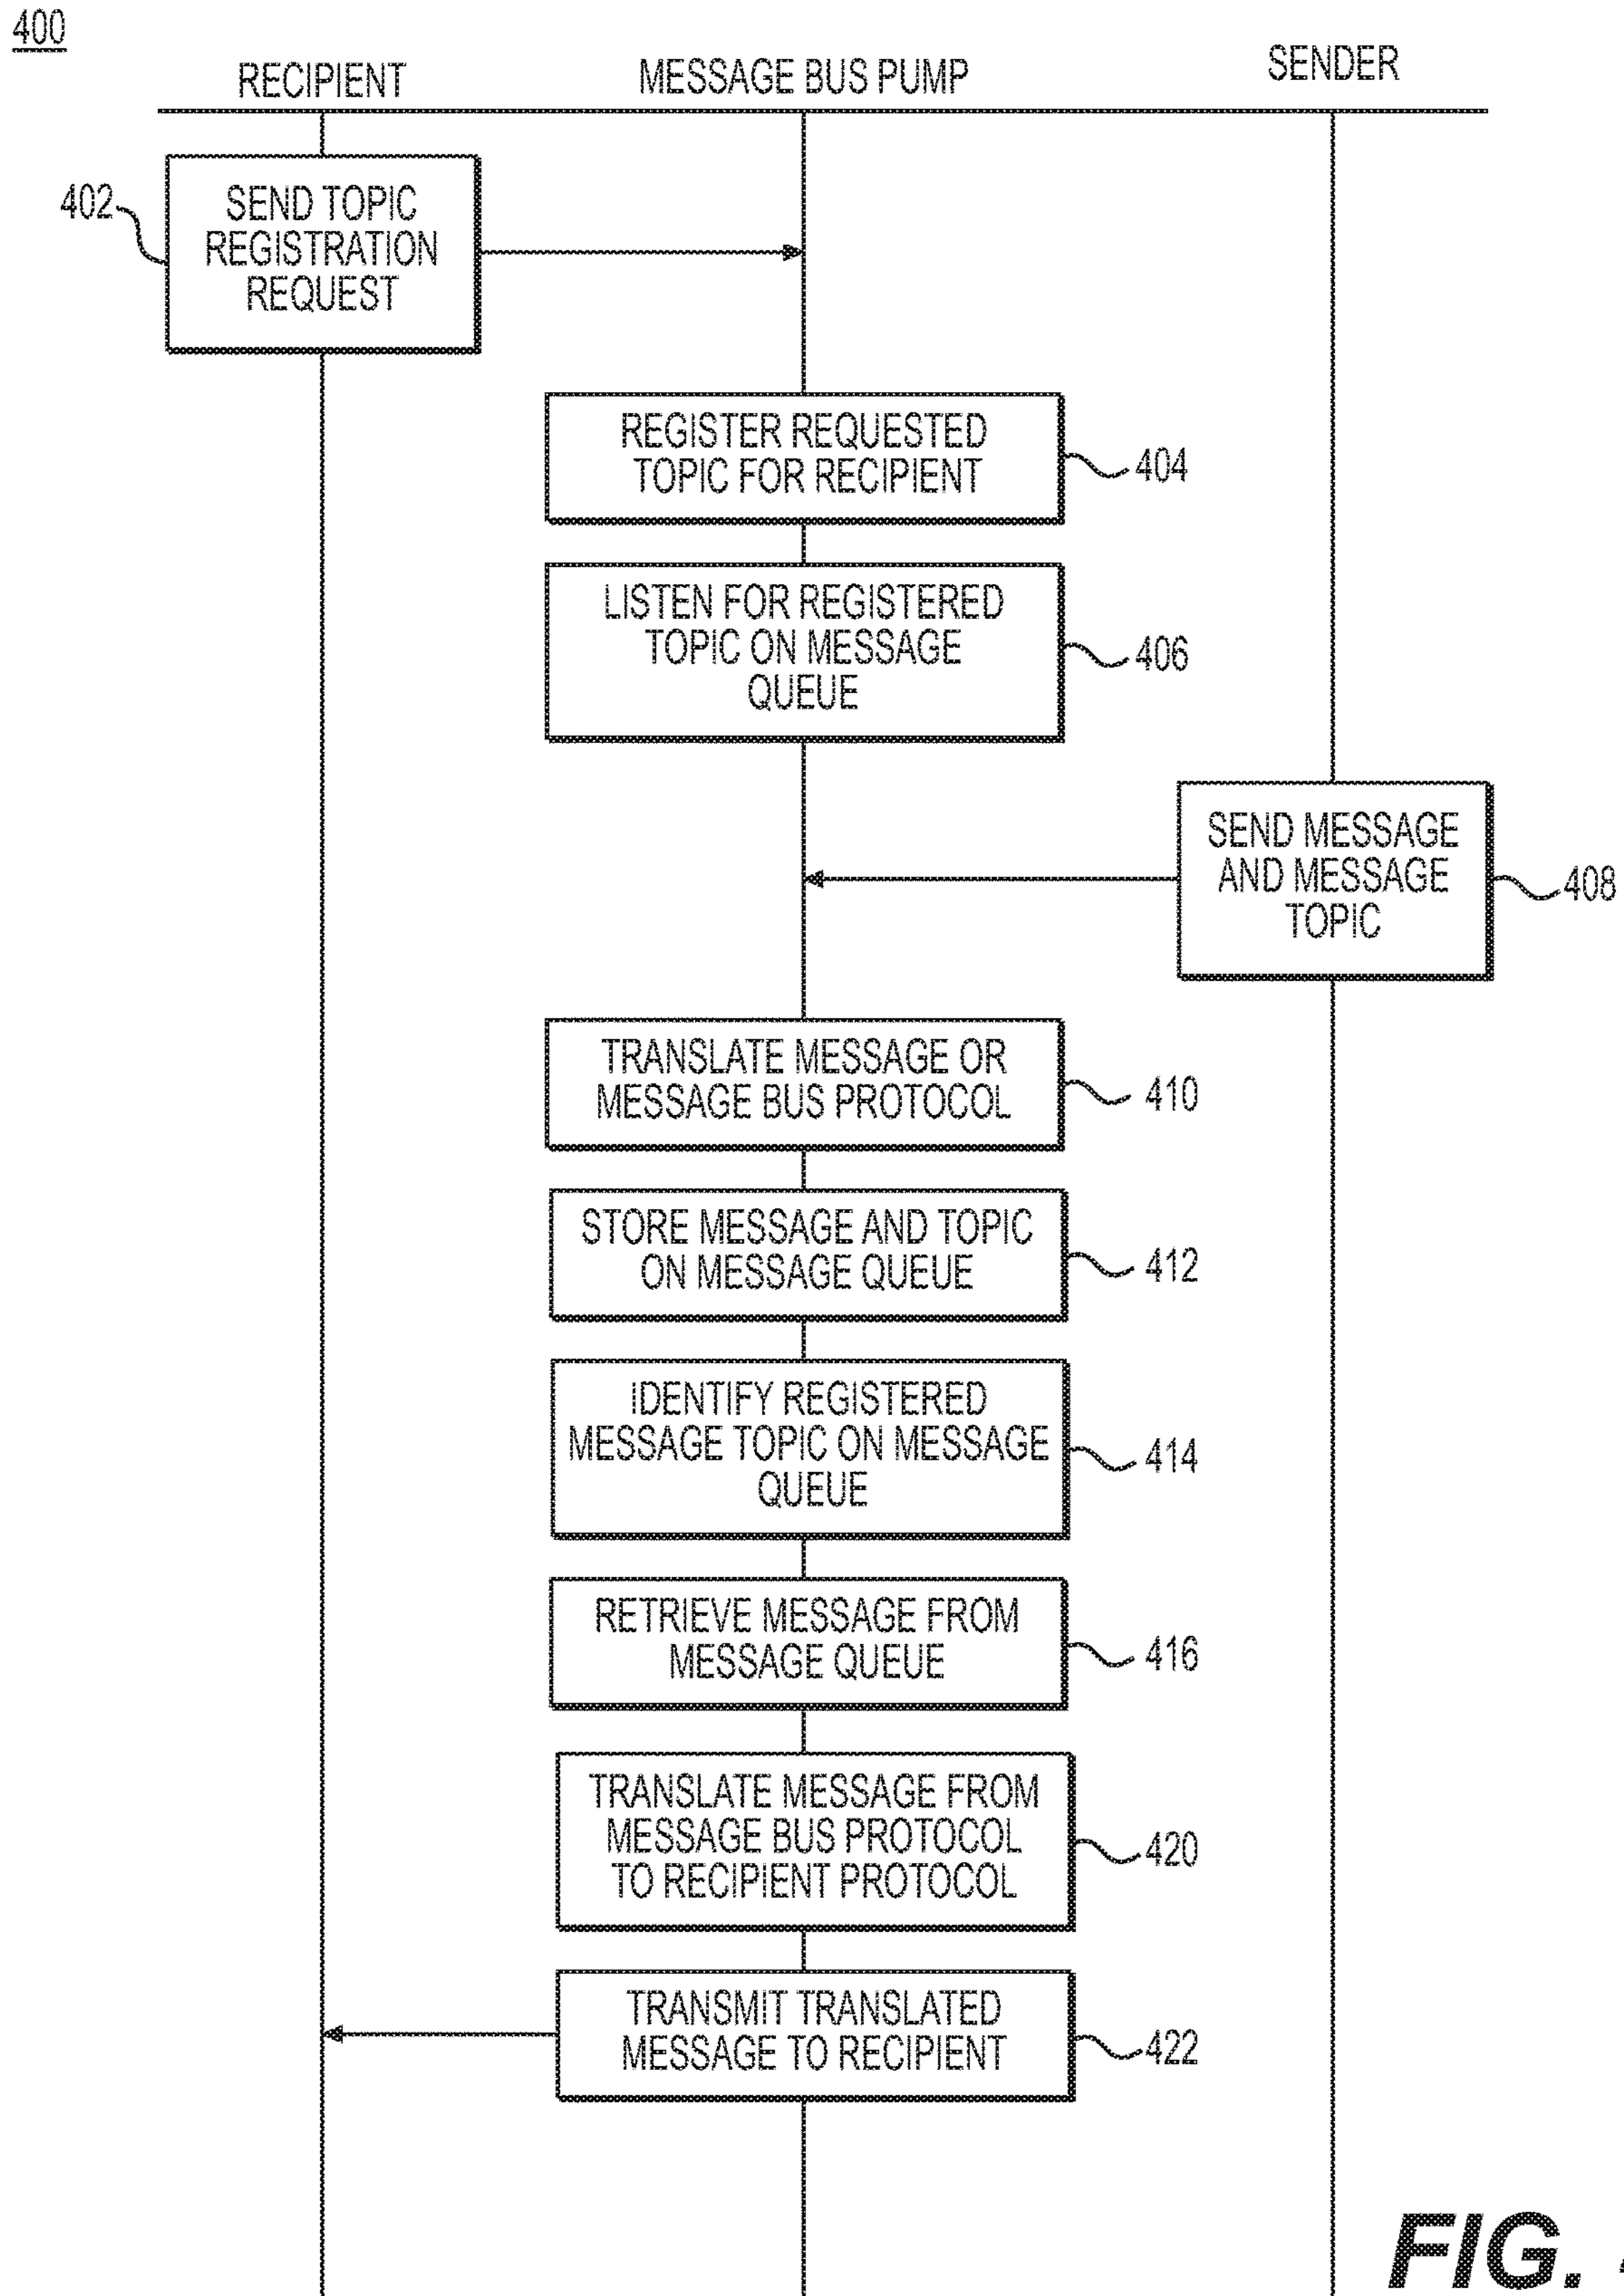 400
RECIPIENT
MESSAGE BUS PUMP
SENDER
402
SEND TOPIC
REGISTRATION
REQUEST
REGISTER REQUESTED
TOPIC FOR RECIPIENT
404
LISTEN FOR REGISTERED
TOPIC ON MESSAGE
QUEUE
406
SEND MESSAGE
AND MESSAGE
TOPIC
408
TRANSLATE MESSAGE OR
MESSAGE BUS PROTOCOL
410
STORE MESSAGE AND TOPIC
ON MESSAGE QUEUE
412
IDENTIFY REGISTERED
MESSAGE TOPIC ON MESSAGE
QUEUE
414
RETRIEVE MESSAGE FROM
MESSAGE QUEUE
416
TRANSLATE MESSAGE FROM
MESSAGE BUS PROTOCOL
TO RECIPIENT PROTOCOL
420
TRANSMIT TRANSLATED
MESSAGE TO RECIPIENT
422
FIG.